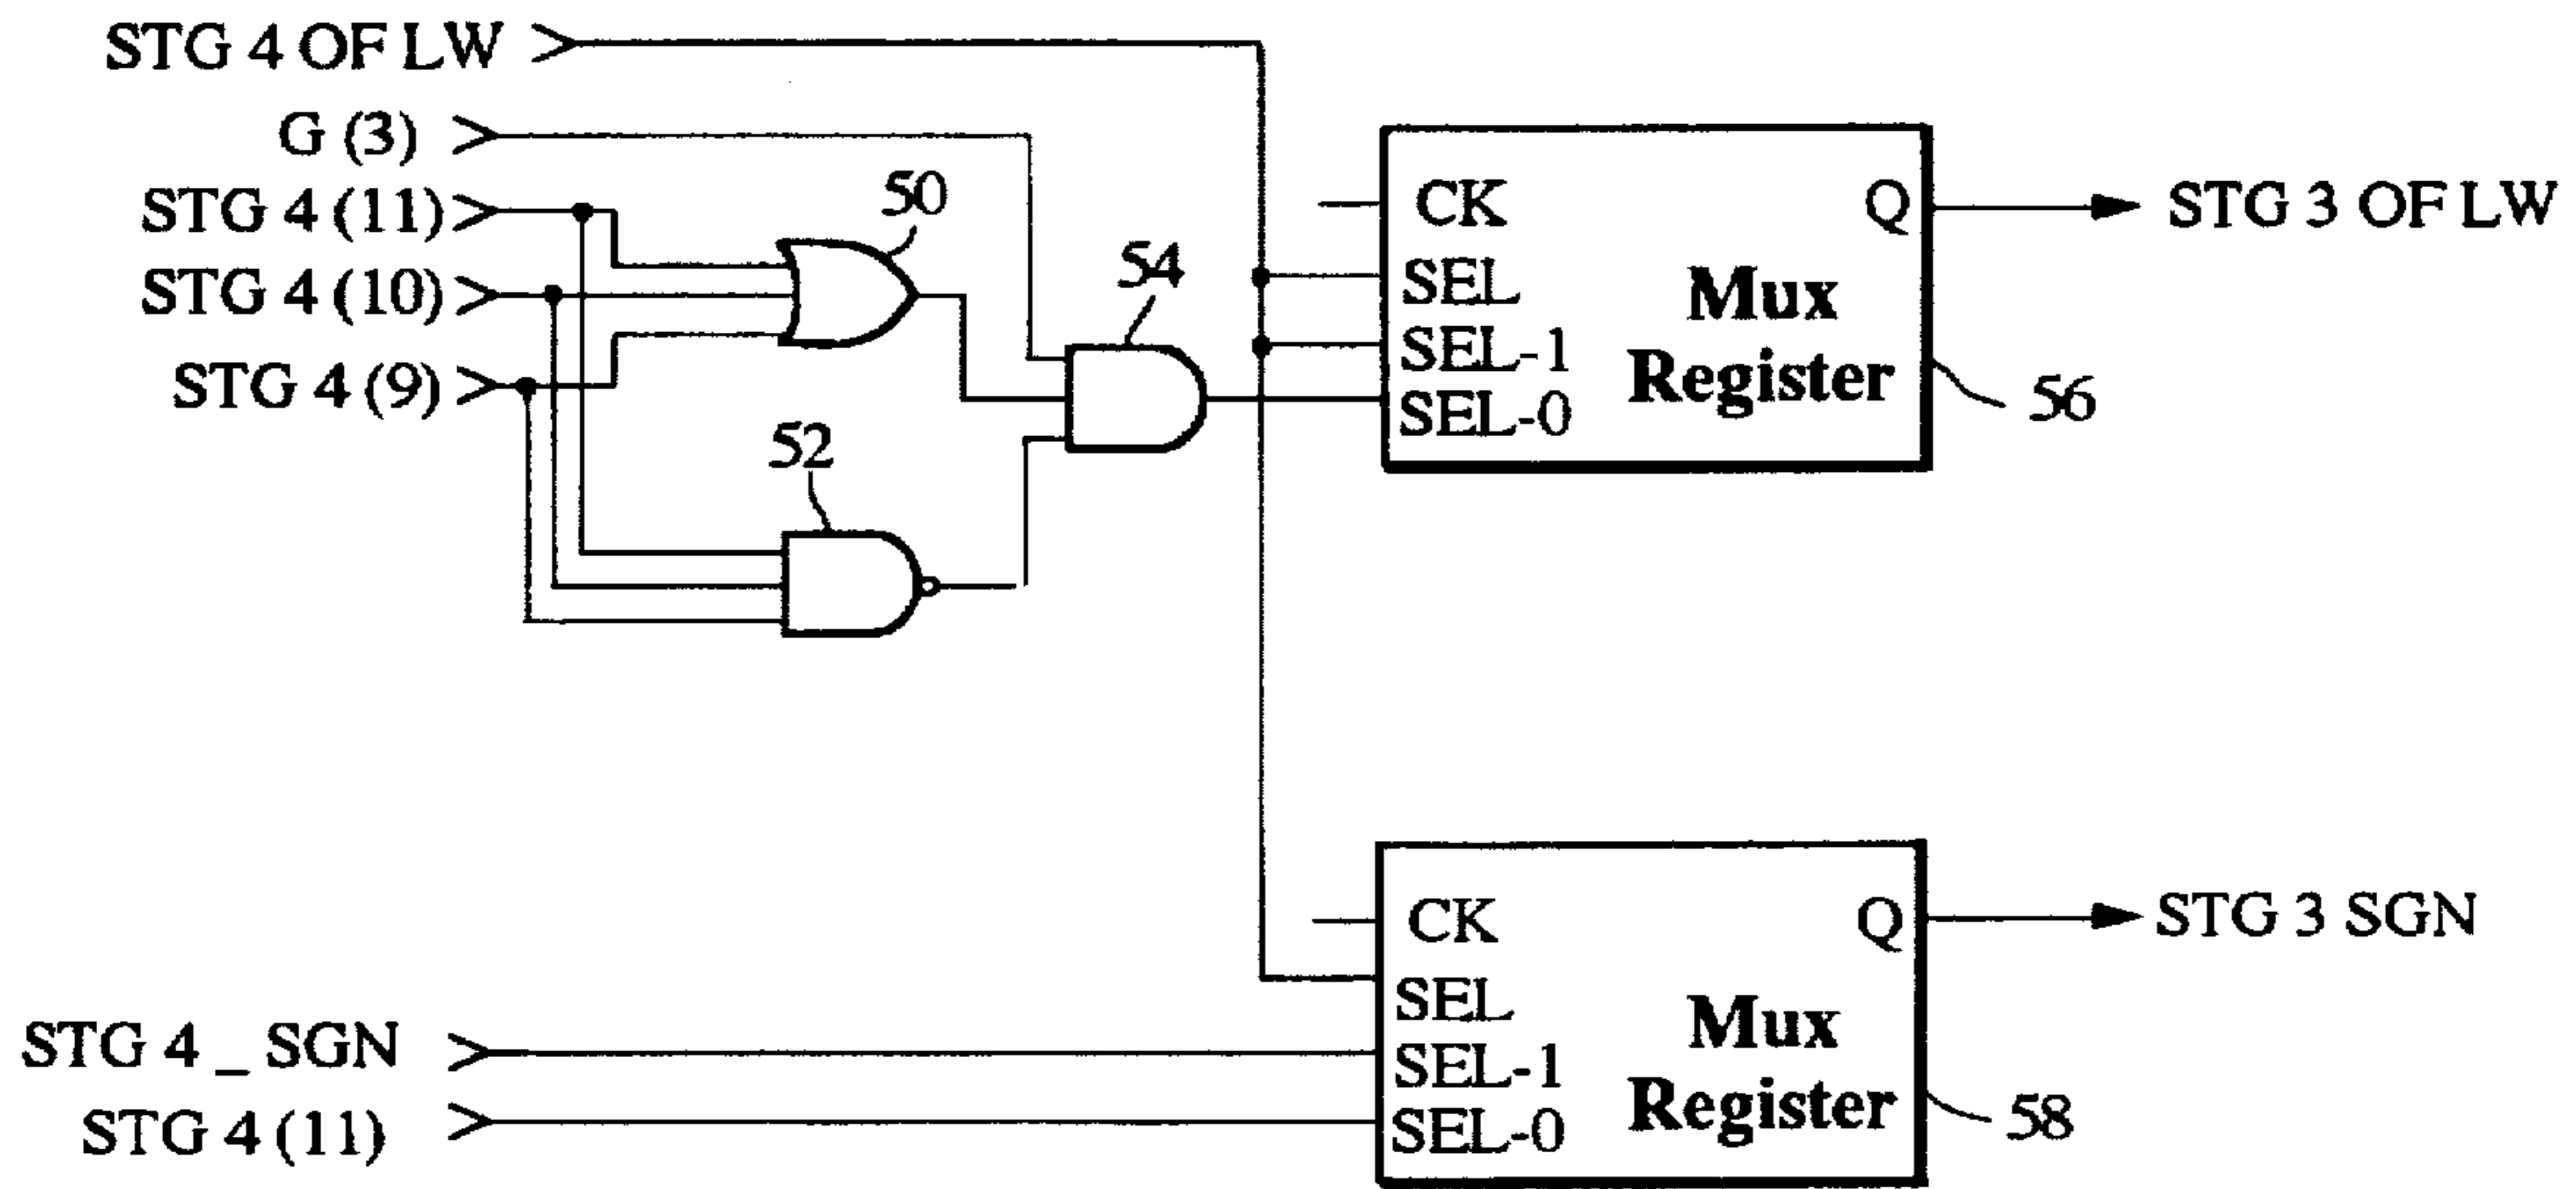 STG 4 OF LW
G (3)
STG 4 (11)
STG 4 (10)
STG 4 (9)
50
52
54
CK
SEL
SEL-1
SEL-0
Q
Mux
Register
56
STG 3 OF LW
STG 4 _ SGN
STG 4 (11)
CK
SEL
SEL-1
SEL-0
Q
Mux
Register
58
STG 3 SGN